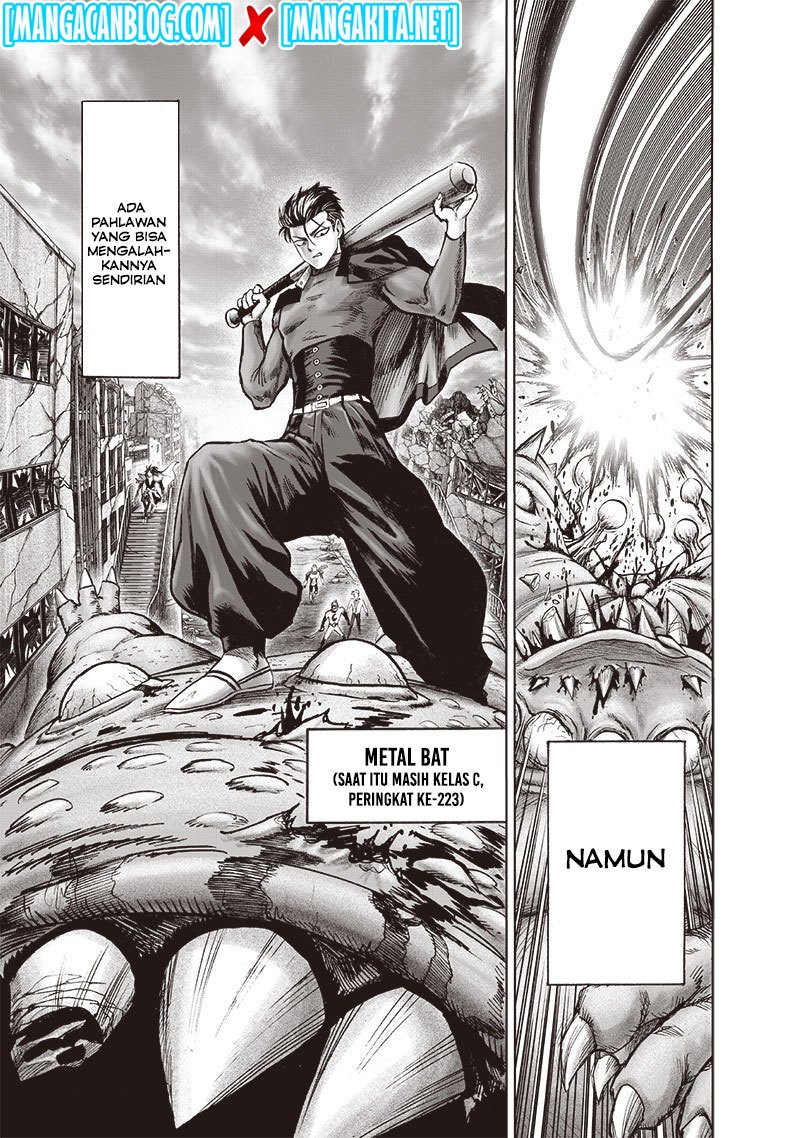 [MANGACANBLOG.COM] X [MANGAKITA.NET]
NAMUN
ADA
PAHLAWAN
YANG BISA
MENGALAH-
KANNYA
SENDIRIAN
METAL BAT
(SAAT ITU MASIH KELAS C,
PERINGKAT KE-223)